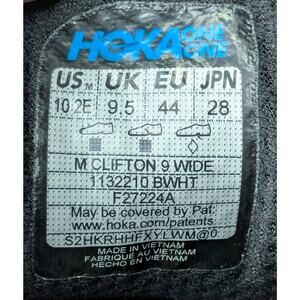 HOKA ONE ONE
US M UK EU JPN
10 2E 9.5 44 28
M CLIFTON 9 WIDE
1132210 BWHT
F27224A
May be covered by Pat:
www.hoka.com/patents
S2HKRHHFXYLWM@0
MADE IN VIETNAM
FABRIQUÉ AU VIETNAM
HECHO EN VIETNAM